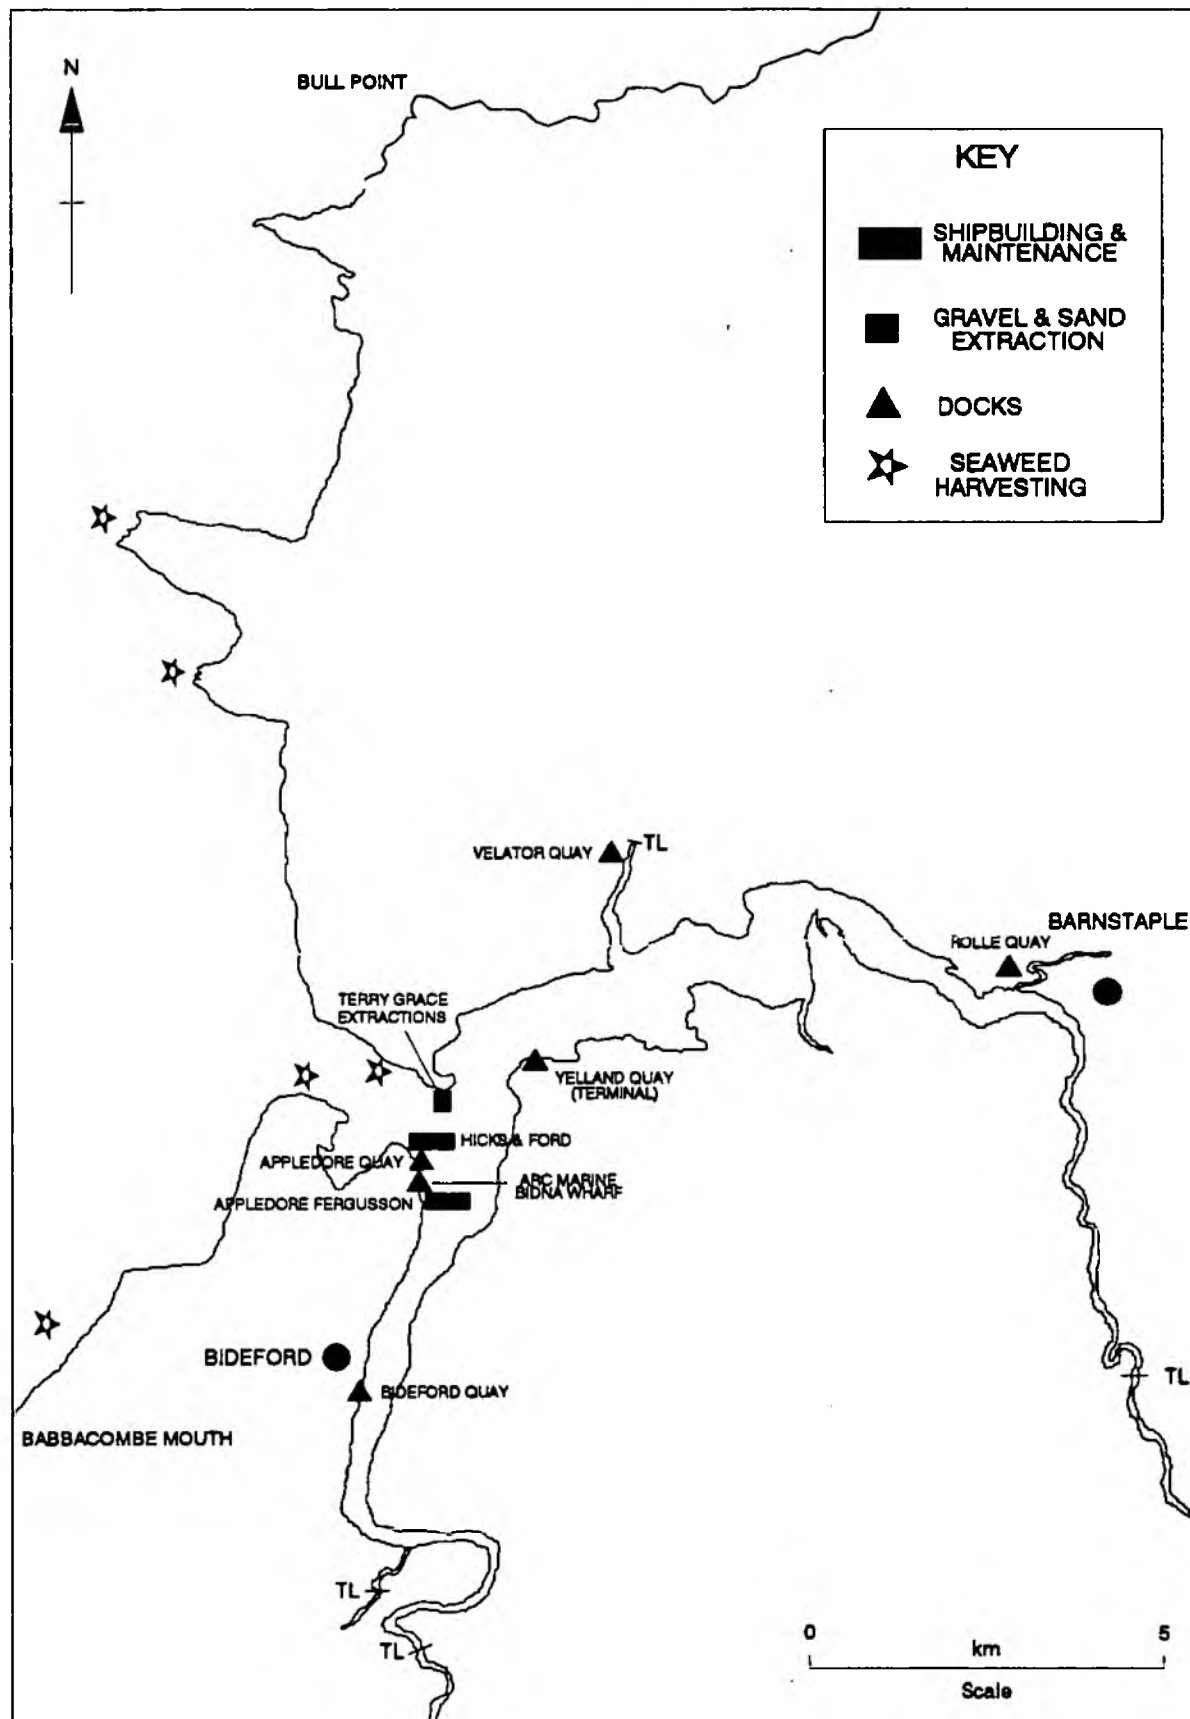 N
BULL POINT
KEY
SHIPBUILDING &
MAINTENANCE
GRAVEL & SAND
EXTRACTION
DOCKS
SEAWEED
HARVESTING
VELATOR QUAY
TL
BARNSTAPLE
ROLLE QUAY
TERRY GRACE
EXTRACTIONS
YELLAND QUAY
(TERMINAL)
HICKS & FORD
APPLEDORE QUAY
ARC MARINE
BIDNA WHARF
APPLEDORE FERGUSSON
BIDEFORD
TL
BIDEFORD QUAY
BABBACOMBE MOUTH
TL
TL
0 5
km
Scale